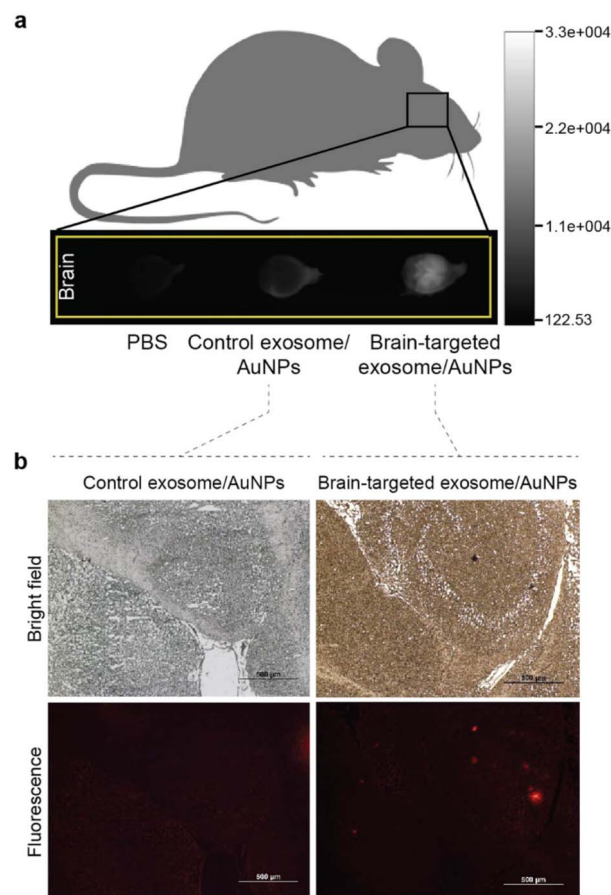 a
3.3e+004
2.2e+004
1.1e+004
122.53
Brain
PBS
Control exosome/
AuNPs
Brain-targeted
exosome/AuNPs
b
Control exosome/AuNPs
Brain-targeted exosome/AuNPs
Bright field
500 µm
500 µm
Fluorescence
500 µm
500 µm